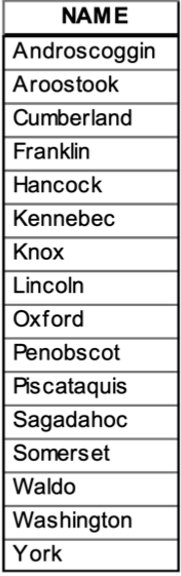 NAME
Androscoggin
Aroostook
Cumberland
Franklin
Hancock
Kennebec
Knox
Lincoln
Oxford
Penobscot
Piscataquis
Sagadahoc
Somerset
Waldo
Washington
York